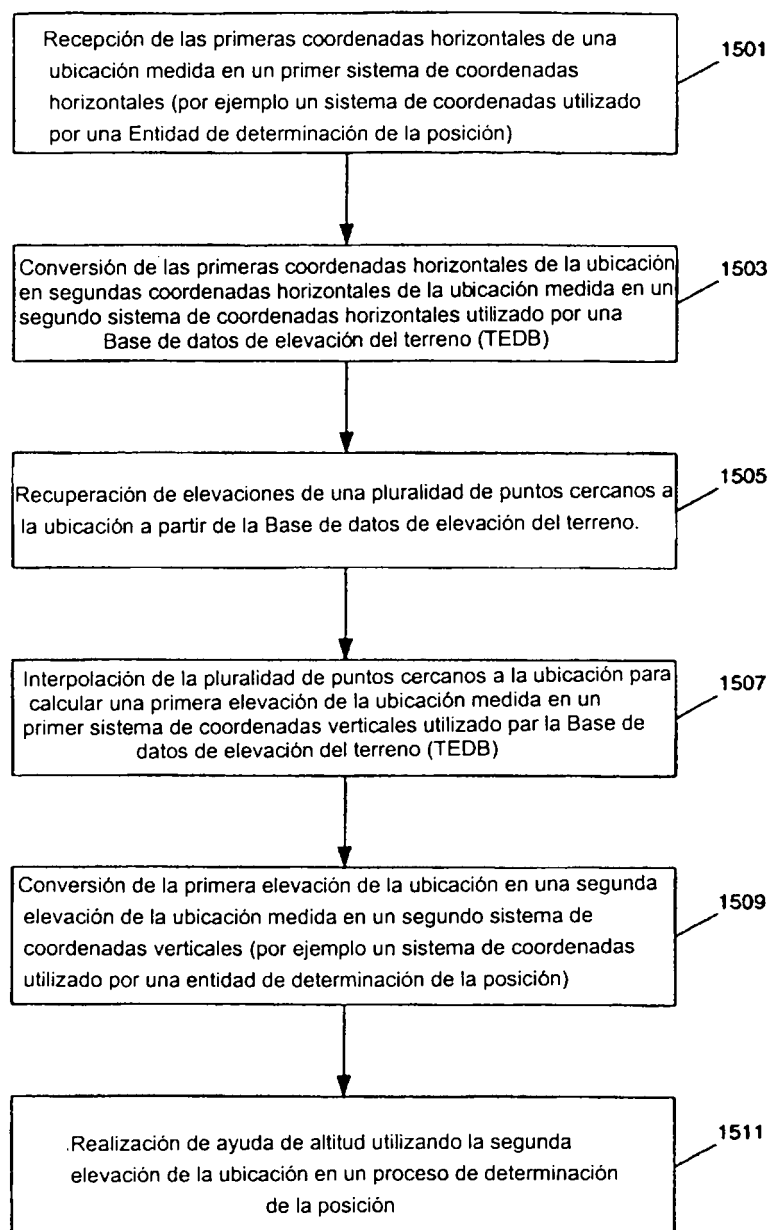 Recepción de las primeras coordenadas horizontales de una
ubicación medida en un primer sistema de coordenadas
horizontales (por ejemplo un sistema de coordenadas utilizado
por una Entidad de determinación de la posición)
1501
Conversión de las primeras coordenadas horizontales de la ubicación
en segundas coordenadas horizontales de la ubicación medida en un
segundo sistema de coordenadas horizontales utilizado por una
Base de datos de elevación del terreno (TEDB)
1503
Recuperación de elevaciones de una pluralidad de puntos cercanos a
la ubicación a partir de la Base de datos de elevación del terreno.
1505
Interpolación de la pluralidad de puntos cercanos a la ubicación para
calcular una primera elevación de la ubicación medida en un
primer sistema de coordenadas verticales utilizado par la Base de
datos de elevación del terreno (TEDB)
1507
Conversión de la primera elevación de la ubicación en una segunda
elevación de la ubicación medida en un segundo sistema de
coordenadas verticales (por ejemplo un sistema de coordenadas
utilizado por una entidad de determinación de la posición)
1509
.Realización de ayuda de altitud utilizando la segunda
elevación de la ubicación en un proceso de determinación
de la posición
1511